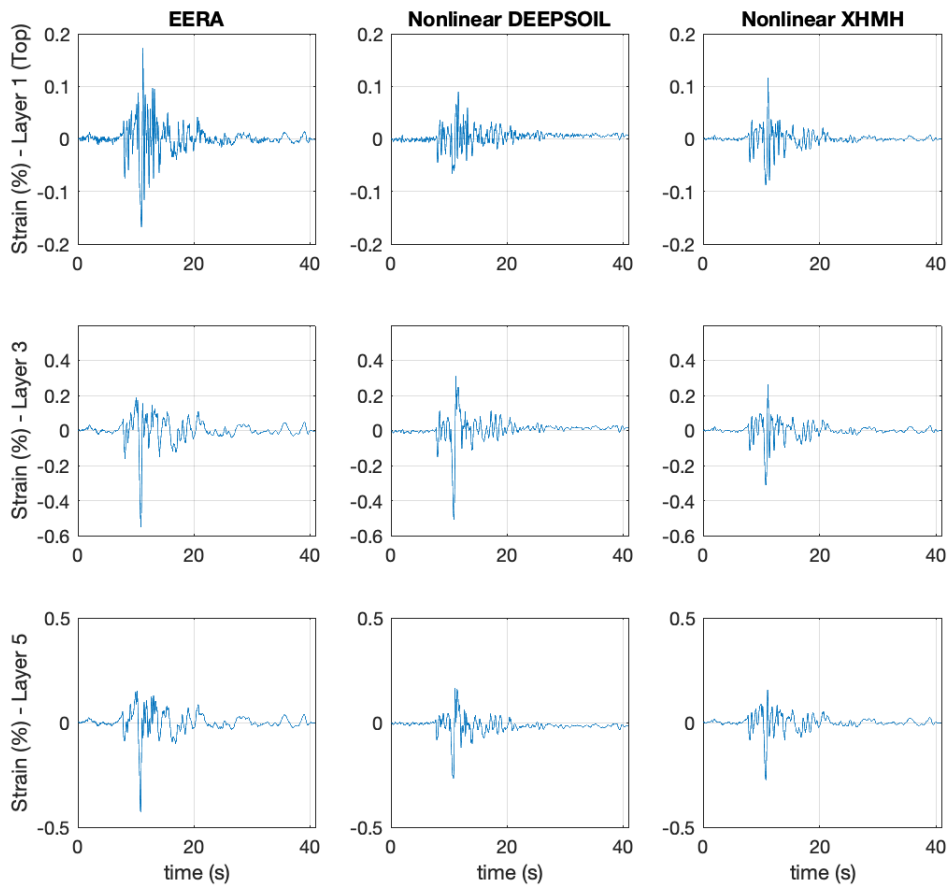 EERA Nonlinear DEEPSOIL Nonlinear XHMH
Strain (%) - Layer 1 (Top)
0.2 0.2 0.2
0.1 0.1 0.1
0 0 0
-0.1 -0.1 -0.1
-0.2 -0.2 -0.2
0 20 40 0 20 40 0 20 40
Strain (%) - Layer 3
0.4 0.4 0.4
0.2 0.2 0.2
0 0 0
-0.2 -0.2 -0.2
-0.4 -0.4 -0.4
-0.6 -0.6 -0.6
0 20 40 0 20 40 0 20 40
Strain (%) - Layer 5
0.5 0.5 0.5
0 0 0
-0.5 -0.5 -0.5
0 20 40 0 20 40 0 20 40
time (s) time (s) time (s)